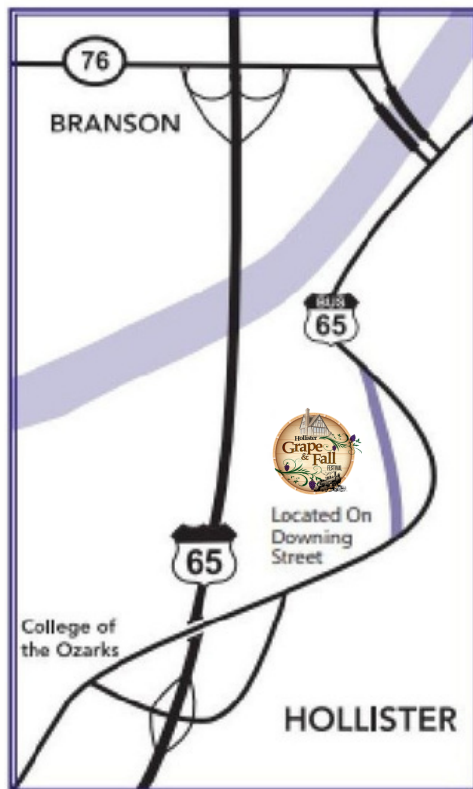 76
BRANSON
BUS
65
Hollister
Grape
& Fall
FESTIVAL
Located On
Downing
Street
65
College of
the Ozarks
HOLLISTER